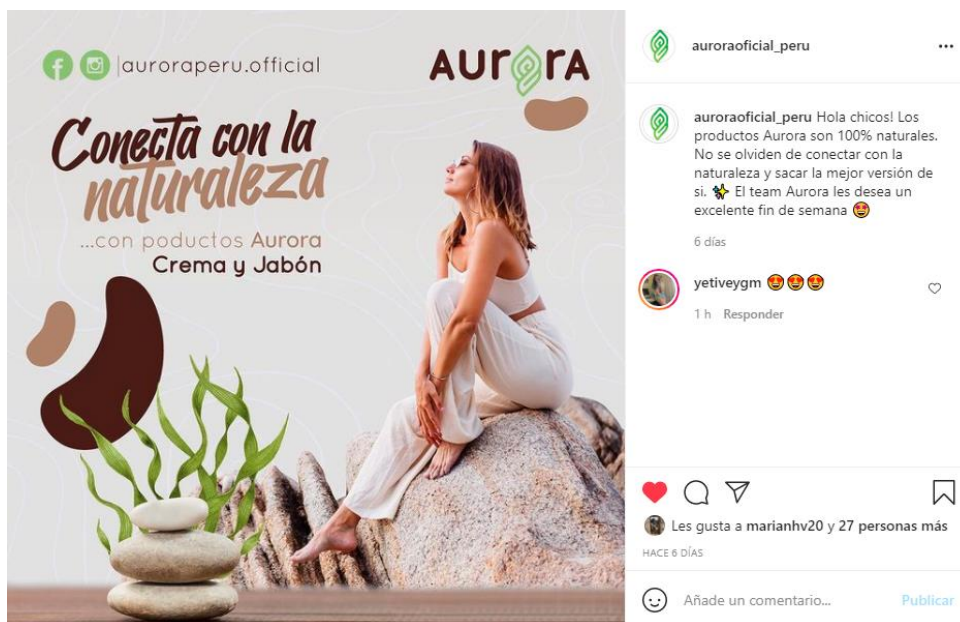 |auroraperu.official
AUrOrA
Conecta con la
naturaleza
...con poductos Aurora
Crema y Jabón
auroraoficial_peru
auroraoficial_peru Hola chicos! Los
productos Aurora son 100% naturales.
No se olviden de conectar con la
naturaleza y sacar la mejor versión de
si. ✨ El team Aurora les desea un
excelente fin de semana 🤩
6 días
yetiveygm 🤩🤩🤩
1 h Responder
Les gusta a marianhv20 y 27 personas más
HACE 6 DÍAS
Añade un comentario... Publicar